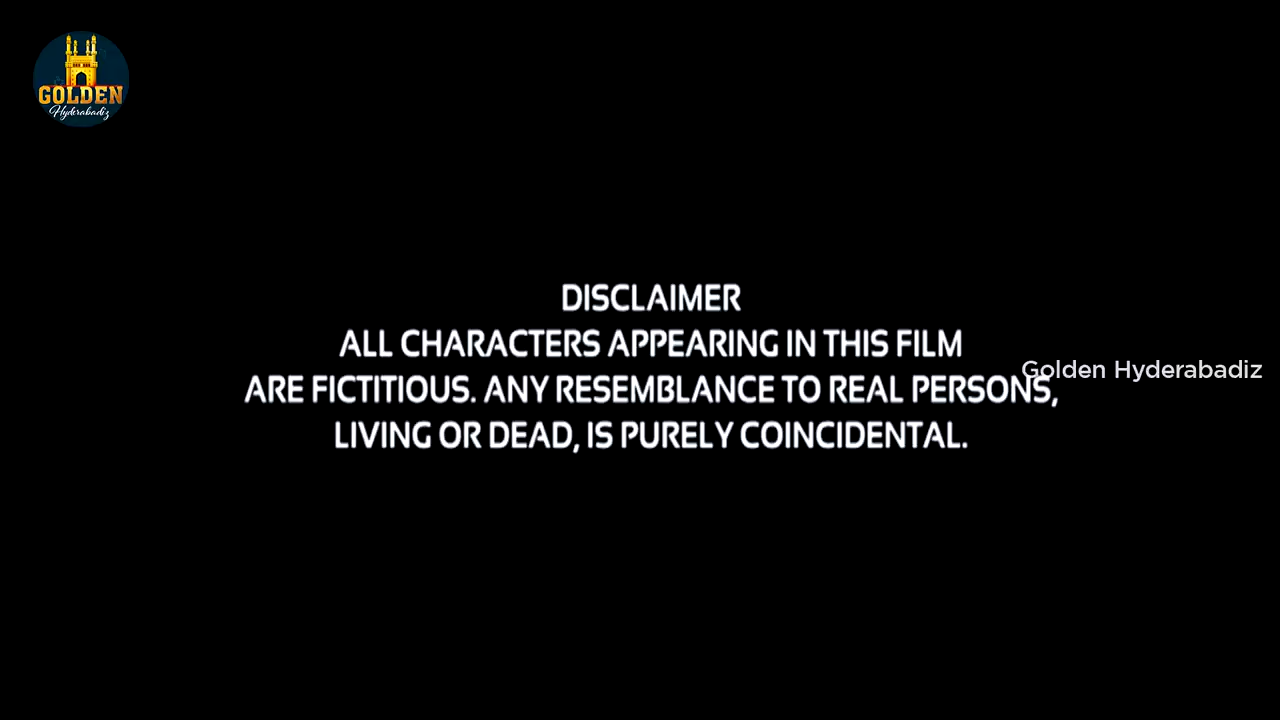 GOLDEN
Hyderabadiz
DISCLAIMER
ALL CHARACTERS APPEARING IN THIS FILM
ARE FICTITIOUS. ANY RESEMBLANCE TO REAL PERSONS,
Golden Hyderabadiz
LIVING OR DEAD, IS PURELY COINCIDENTAL.